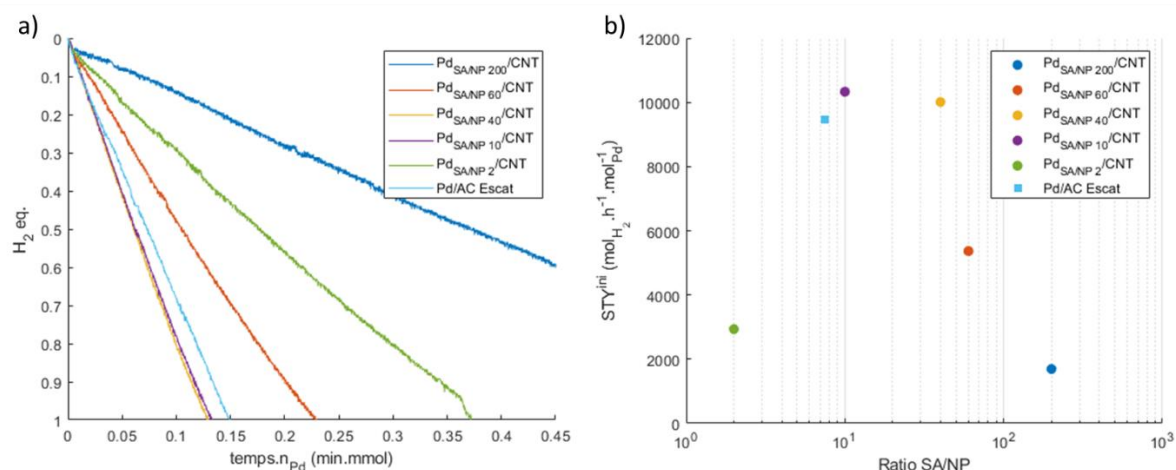 a)
0
0.1
0.2
0.3
0.4
0.5
0.6
0.7
0.8
0.9
1
H2 eq.
0 0.05 0.1 0.15 0.2 0.25 0.3 0.35 0.4 0.45
temps.nPd (min.mmol)
PdSA/NP 200/CNT
PdSA/NP 60/CNT
PdSA/NP 40/CNT
PdSA/NP 10/CNT
PdSA/NP 2/CNT
Pd/AC Escat
b)
12000
10000
8000
6000
4000
2000
0
STYini (molH2.h-1.mol-1Pd)
10^0 10^1 10^2 10^3
Ratio SA/NP
PdSA/NP 200/CNT
PdSA/NP 60/CNT
PdSA/NP 40/CNT
PdSA/NP 10/CNT
PdSA/NP 2/CNT
Pd/AC Escat